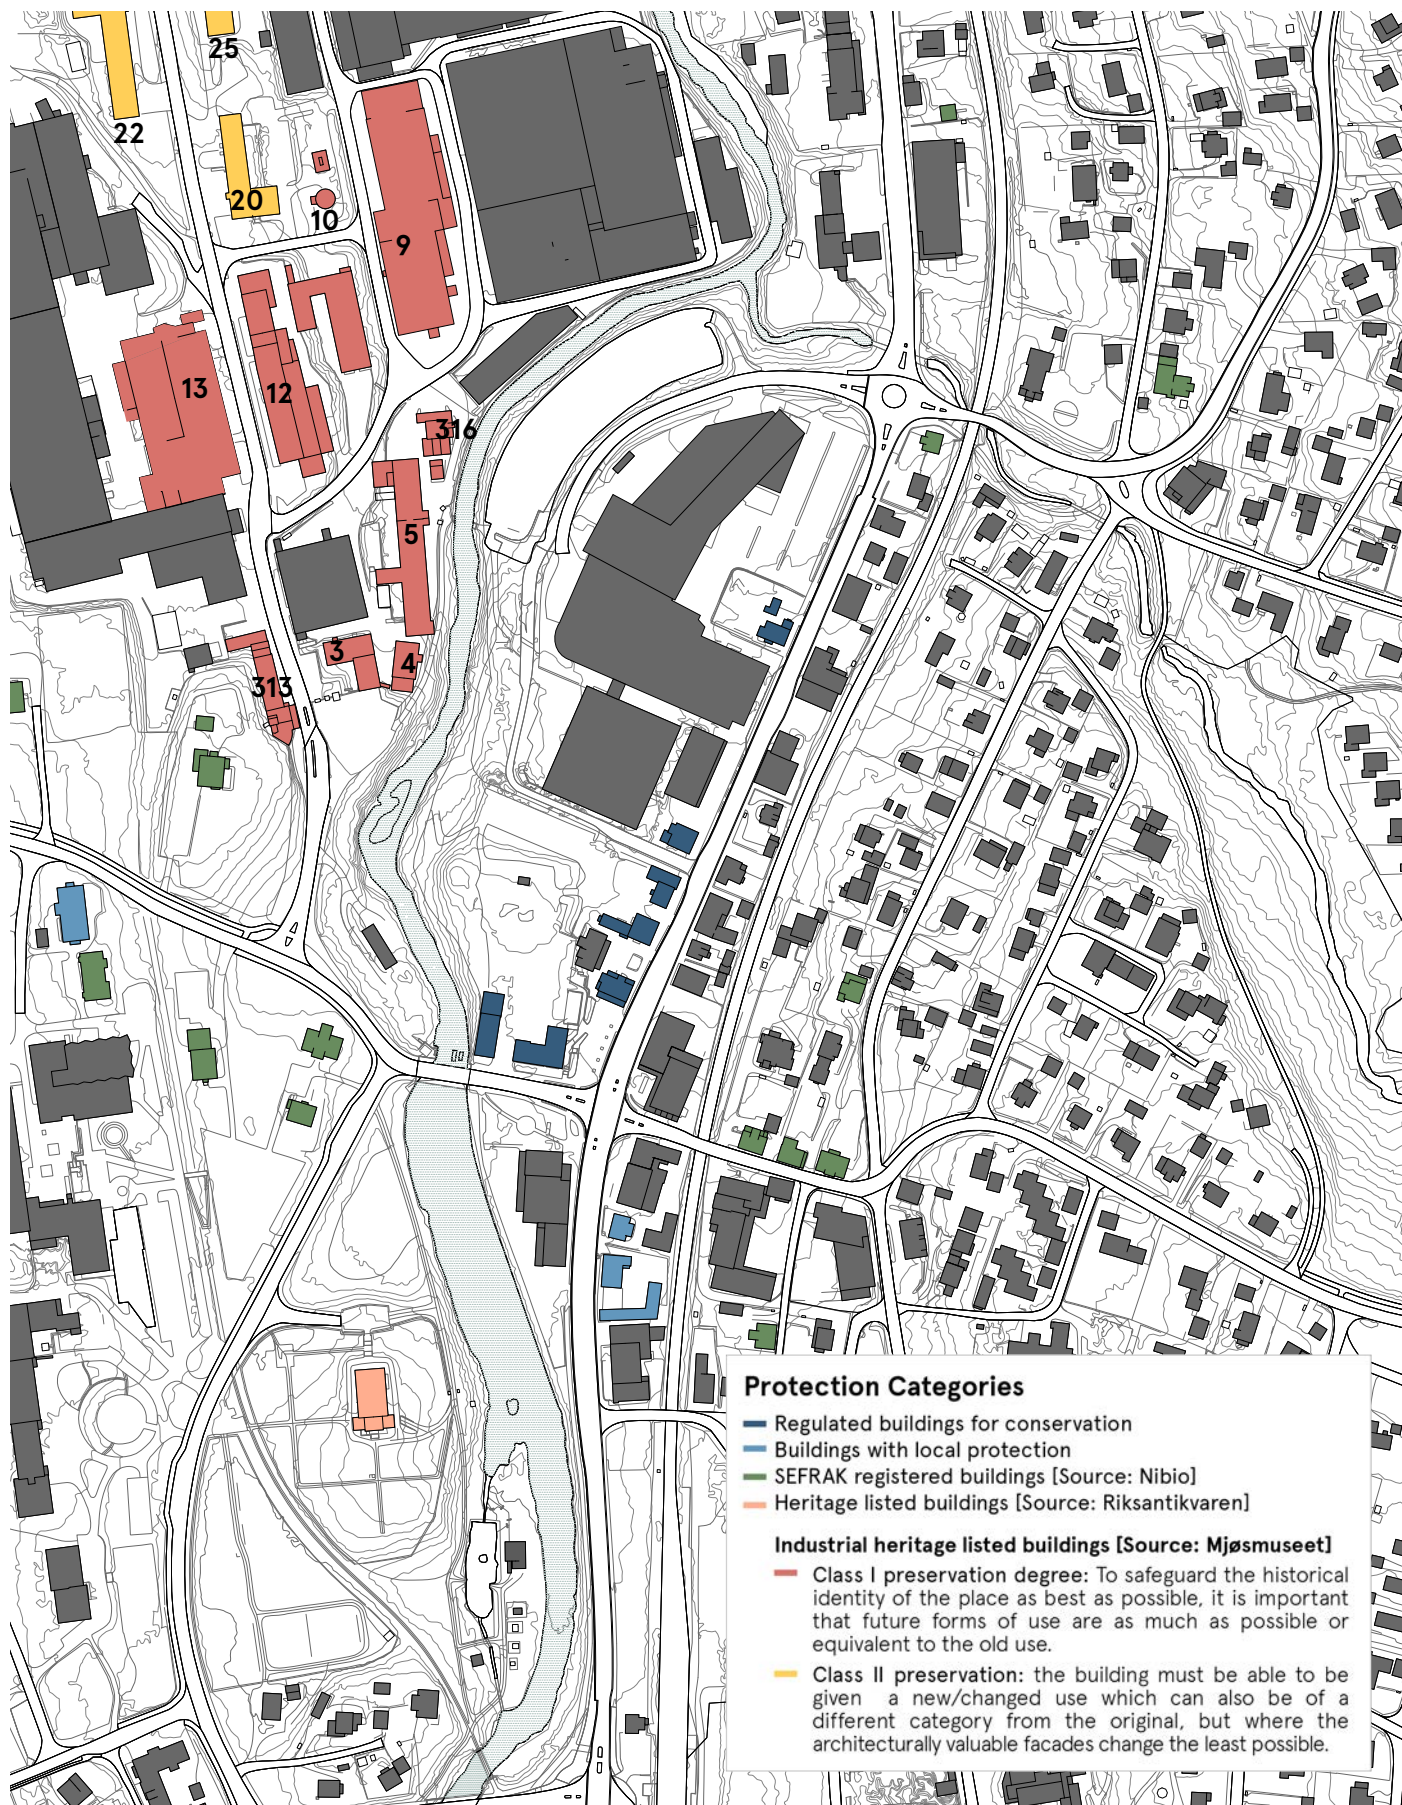 25
22
20
10
9
13
12
316
5
3
4
313
Protection Categories
Regulated buildings for conservation
Buildings with local protection
SEFRAK registered buildings [Source: Nibio]
Heritage listed buildings [Source: Riksantikvaren]
Industrial heritage listed buildings [Source: Mjøsmuseet]
Class I preservation degree: To safeguard the historical
identity of the place as best as possible, it is important
that future forms of use are as much as possible or
equivalent to the old use.
Class II preservation: the building must be able to be
given a new/changed use which can also be of a
different category from the original, but where the
architecturally valuable facades change the least possible.